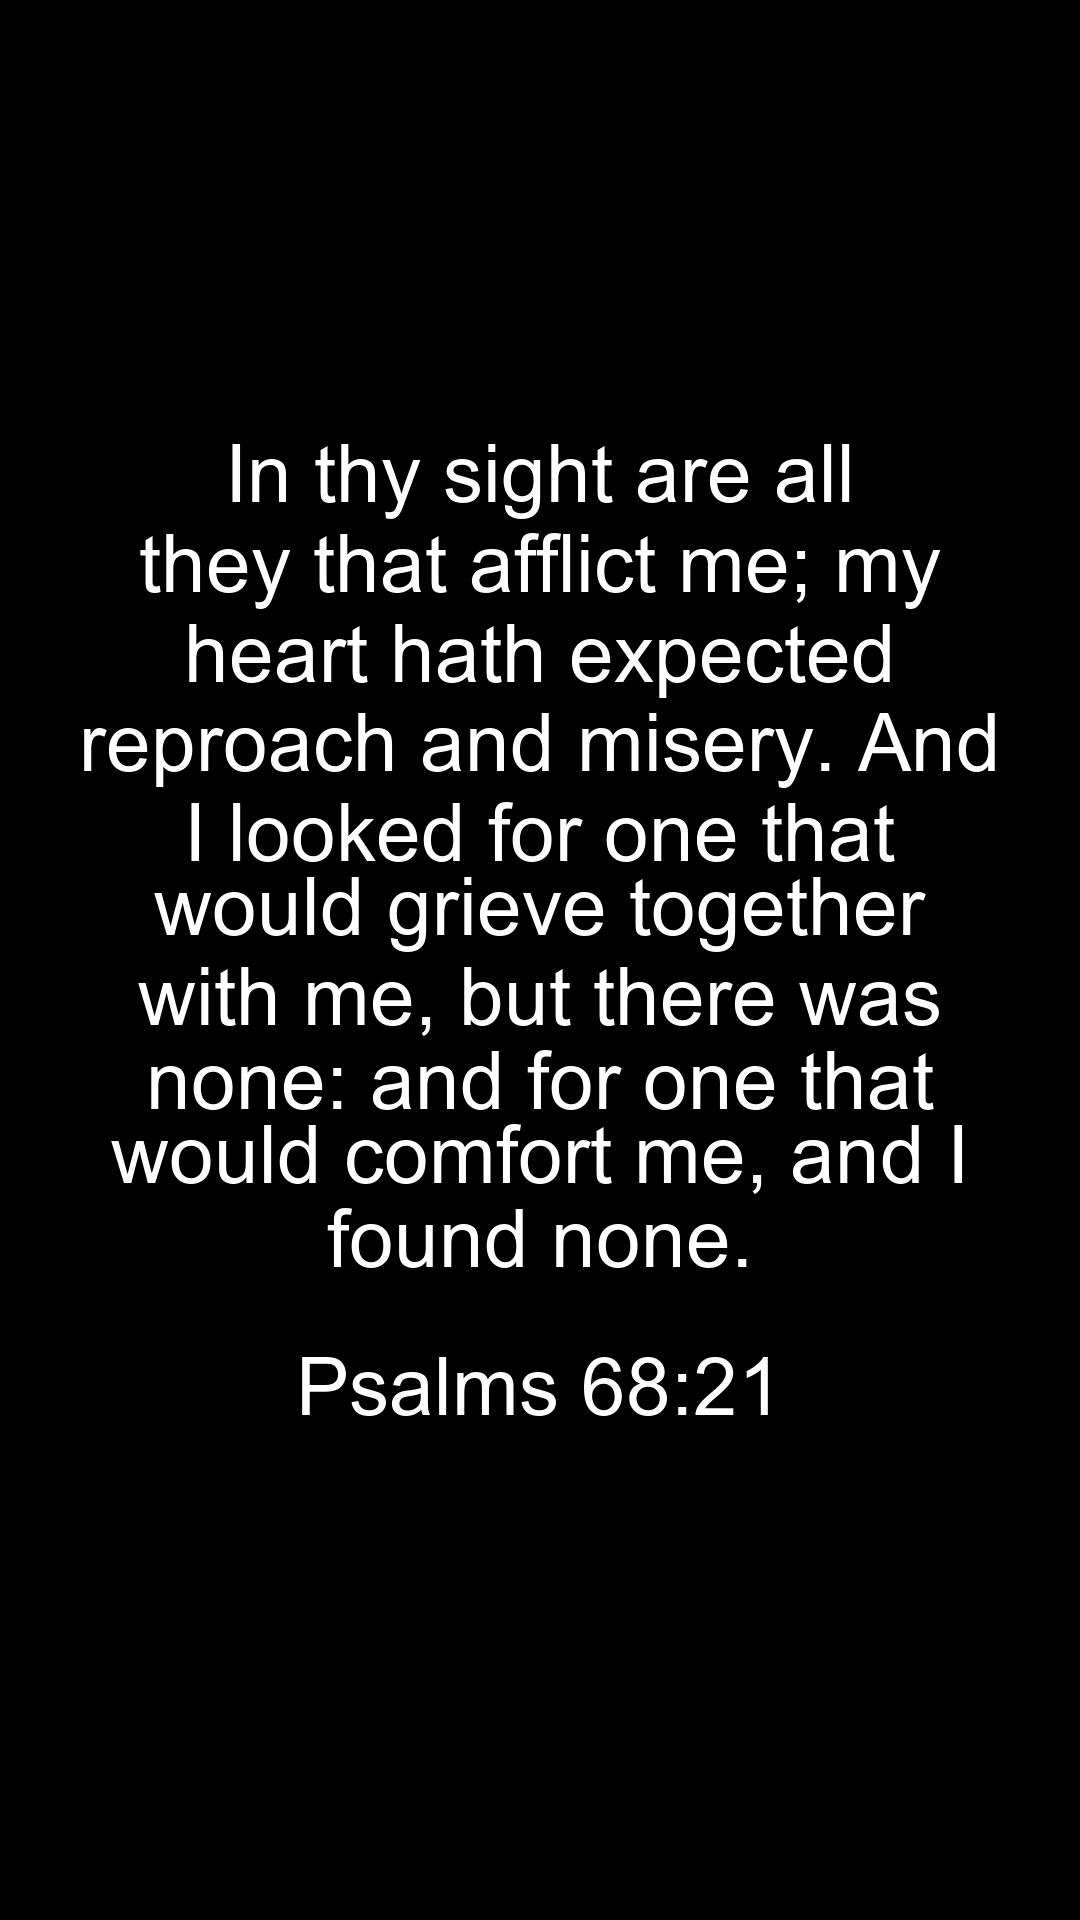 In thy sight are all
they that afflict me; my
heart hath expected
reproach and misery. And
I looked for one that
would grieve together
with me, but there was
none: and for one that
would comfort me, and I
found none.
Psalms 68:21